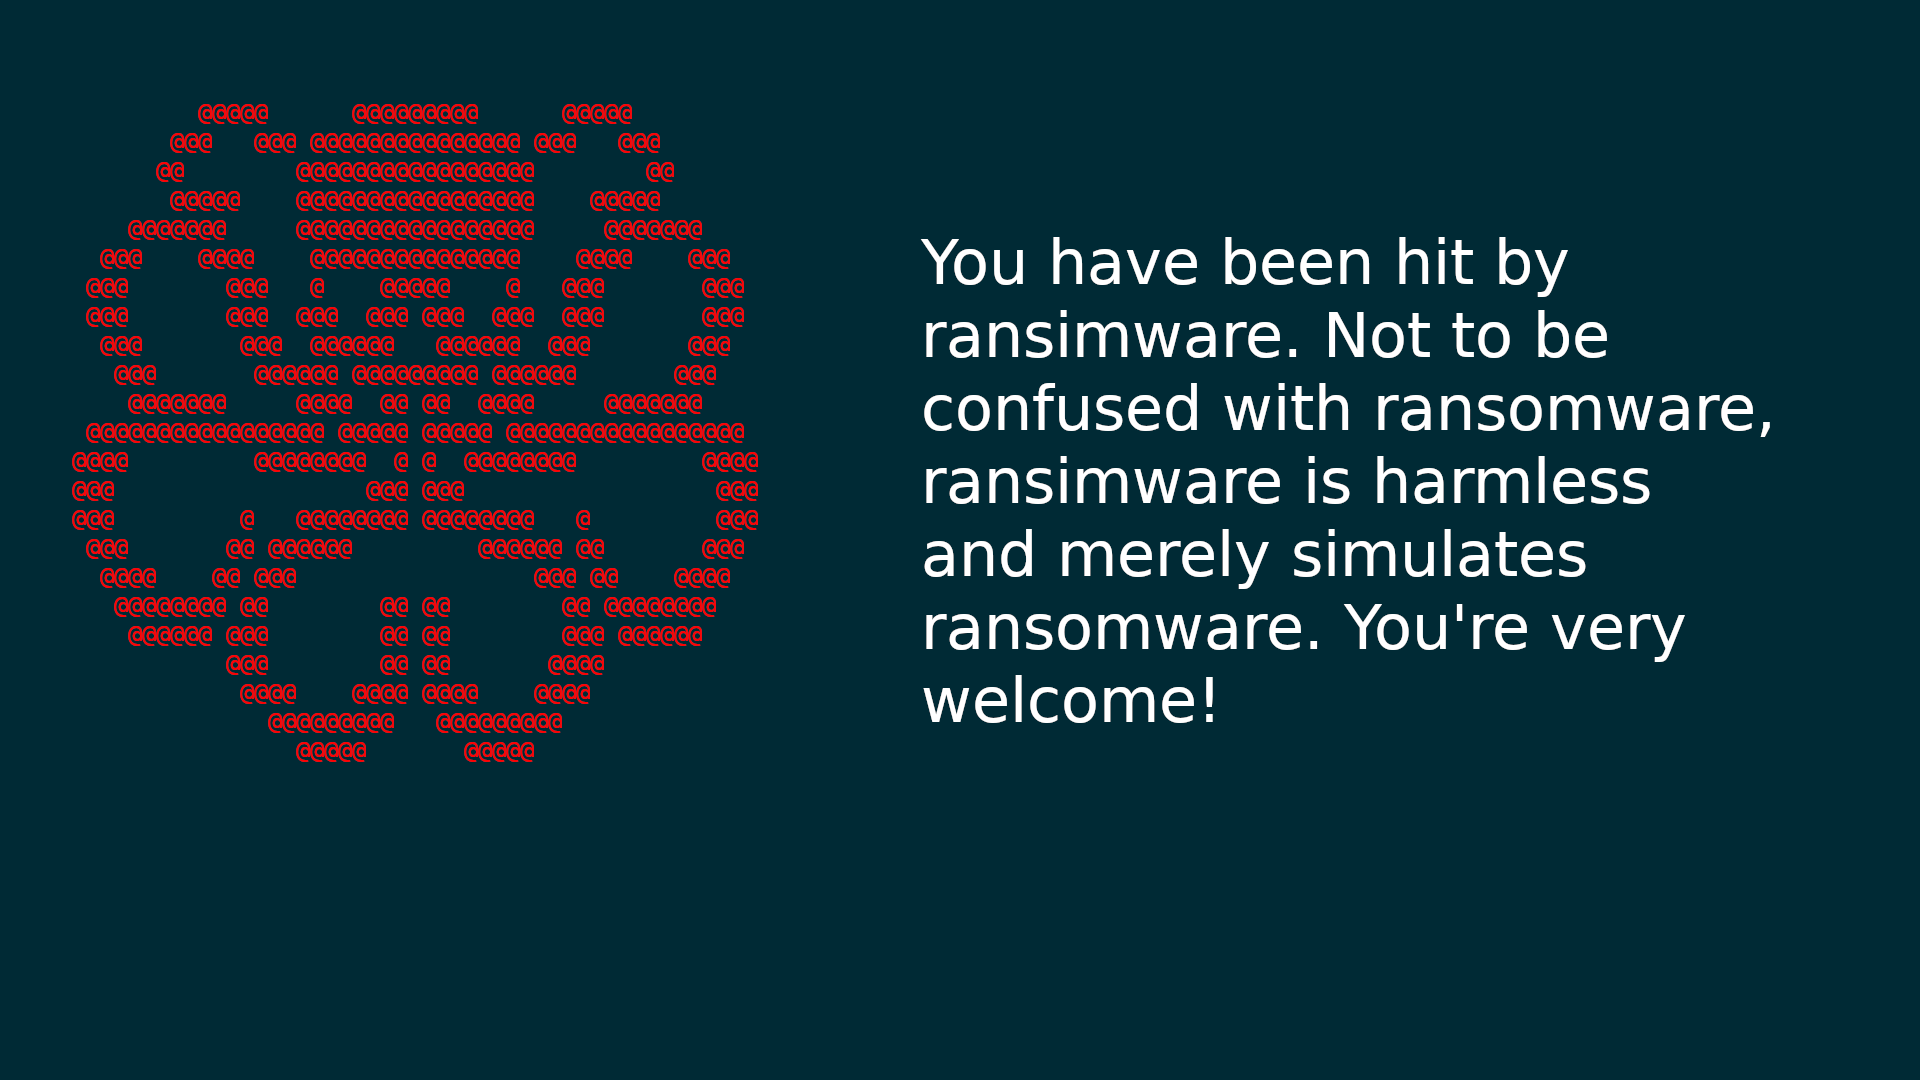 You have been hit by
ransimware. Not to be
confused with ransomware,
ransimware is harmless
and merely simulates
ransomware. You're very
welcome!